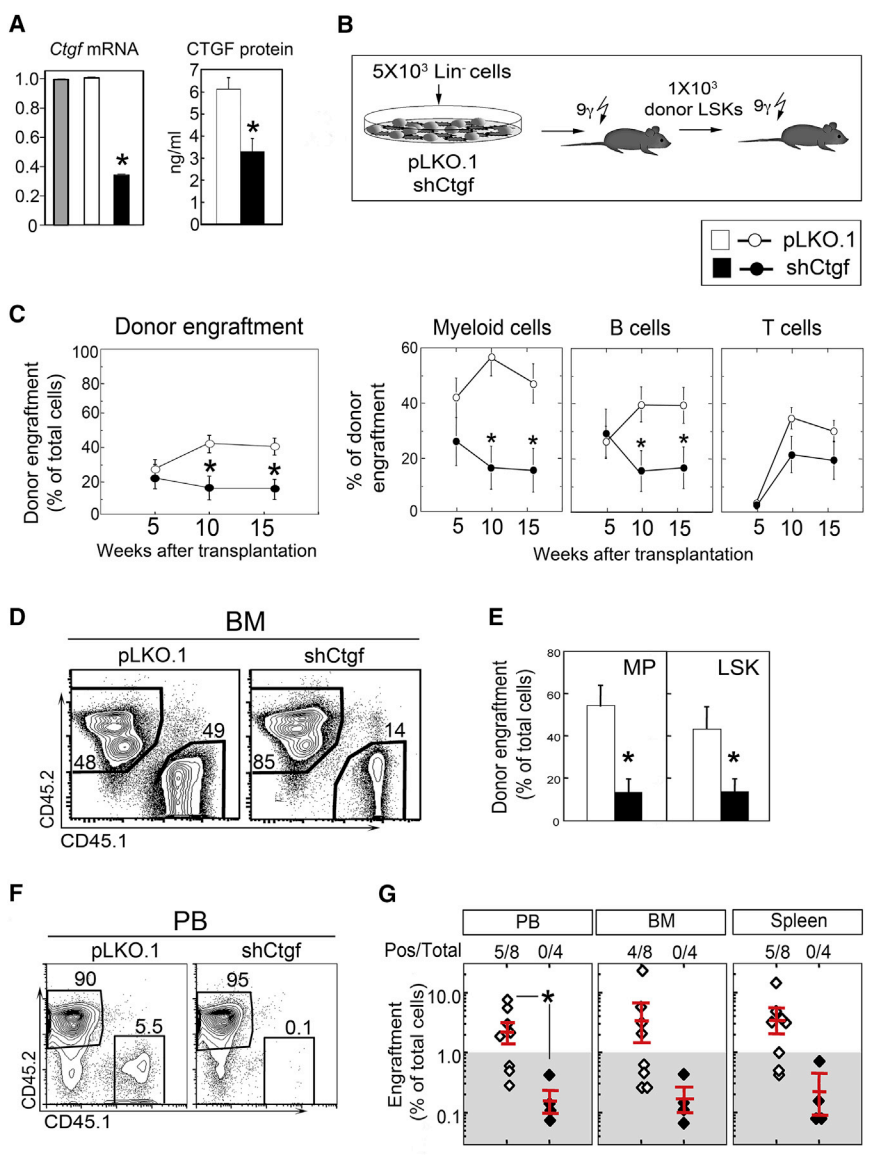 A
Ctgf mRNA
CTGF protein
1.0
0.8
0.6
0.4
0.2
0
*
7
6
5
4
3
2
1
0
ng/ml
*
B
5X10³ Lin⁻ cells
pLKO.1
shCtgf
9γ
1X10³
donor LSKs
9γ
pLKO.1
shCtgf
C
Donor engraftment
Donor engraftment
(% of total cells)
100
80
60
40
20
0
* *
5 10 15
Weeks after transplantation
Myeloid cells
B cells
T cells
% of donor
engraftment
60
40
20
0
* *
* *
5 10 15
5 10 15
5 10 15
Weeks after transplantation
D
BM
pLKO.1
shCtgf
48
49
85
14
CD45.2
CD45.1
E
Donor engraftment
(% of total cells)
80
60
40
20
0
MP
LSK
*
*
F
PB
pLKO.1
shCtgf
90
5.5
95
0.1
CD45.2
CD45.1
G
PB
BM
Spleen
Pos/Total
5/8 0/4
4/8 0/4
5/8 0/4
Engraftment
(% of total cells)
10.0
1.0
0.1
*